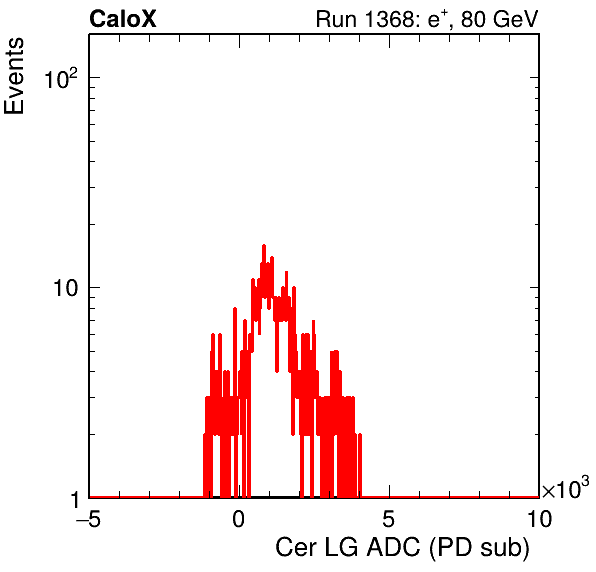 CaloX Run 1368: e⁺, 80 GeV
Events
10²
10
1
−5 0 5 10
×10³
Cer LG ADC (PD sub)